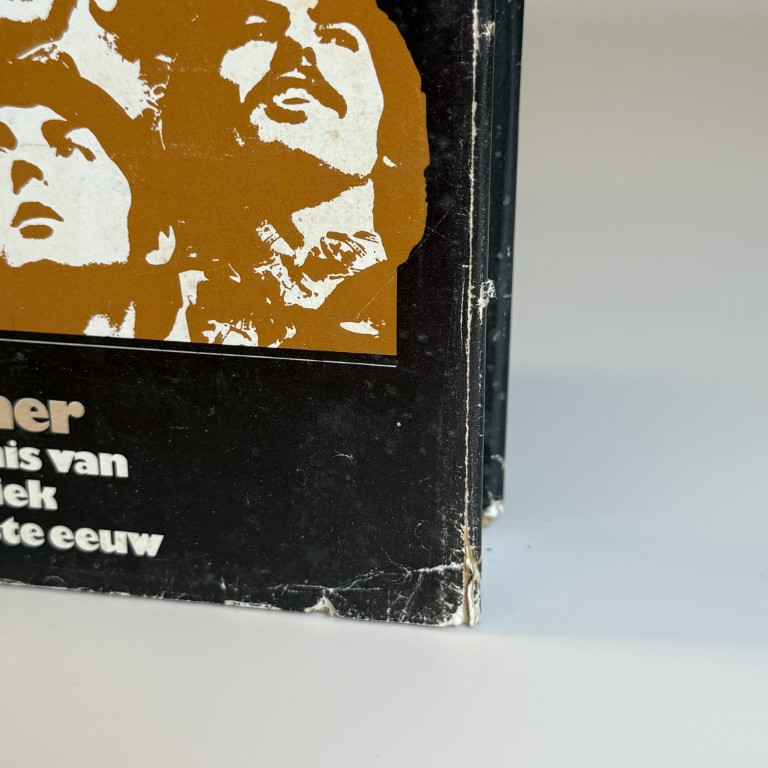 ner
nis van
iek
ste eeuw